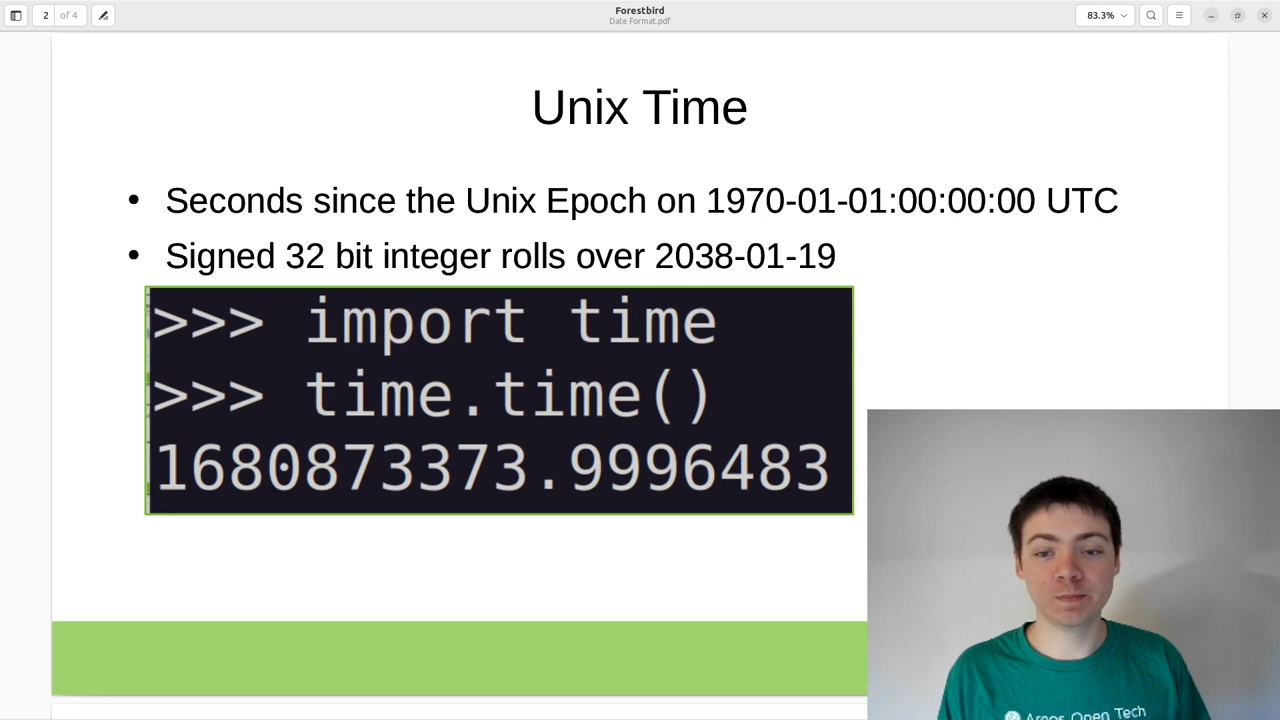 2 of 4
Forestbird
Date Format.pdf
83.3%
Unix Time
• Seconds since the Unix Epoch on 1970-01-01:00:00:00 UTC
• Signed 32 bit integer rolls over 2038-01-19
>>> import time
>>> time.time()
1680873373.9996483
Argos Open Tech